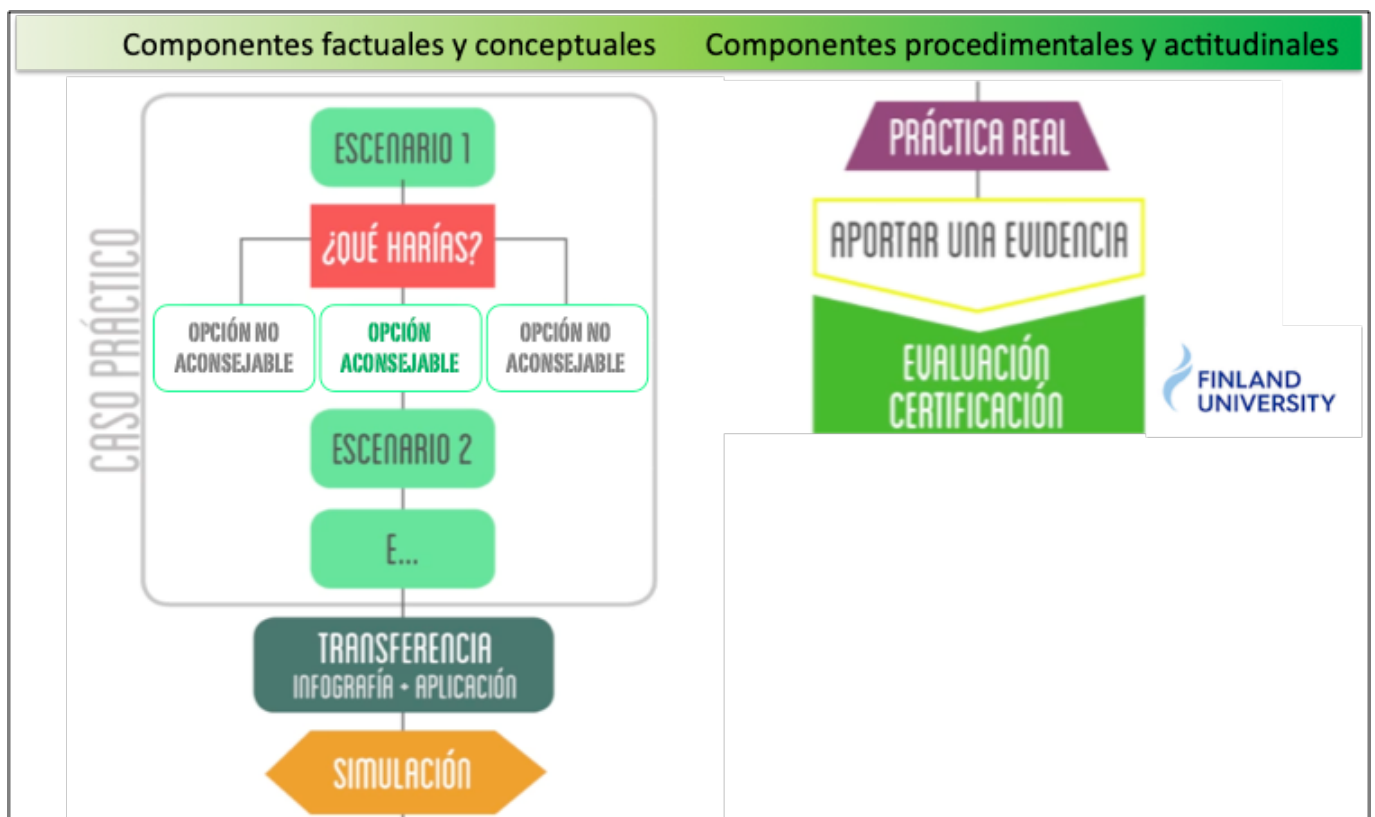 Componentes factuales y conceptuales
Componentes procedimentales y actitudinales
CASO PRÁCTICO
ESCENARIO 1
¿QUÉ HARÍAS?
OPCIÓN NO
ACONSEJABLE
OPCIÓN
ACONSEJABLE
OPCIÓN NO
ACONSEJABLE
ESCENARIO 2
E...
TRANSFERENCIA
INFOGRAFÍA + APLICACIÓN
SIMULACIÓN
PRÁCTICA REAL
APORTAR UNA EVIDENCIA
EVALUACIÓN
CERTIFICACIÓN
FINLAND
UNIVERSITY